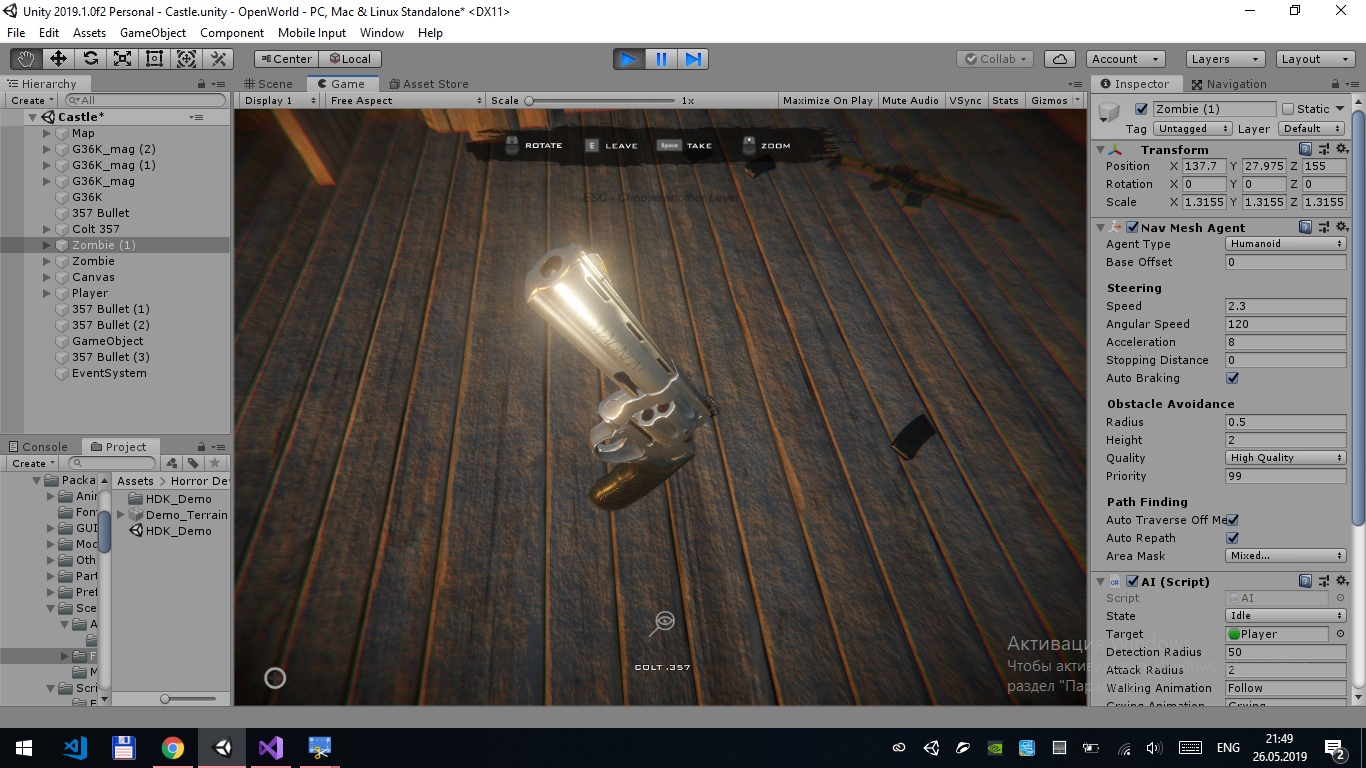 Unity 2019.1.0f2 Personal - Castle.unity - OpenWorld - PC, Mac & Linux Standalone* <DX11>
File Edit Assets GameObject Component Mobile Input Window Help
Center Local Collab Account Layers Layout
Hierarchy
Create All
Castle*
Map
G36K_mag (2)
G36K_mag (1)
G36K_mag
G36K
357 Bullet
Colt 357
Zombie (1)
Zombie
Canvas
Player
357 Bullet (1)
357 Bullet (2)
GameObject
357 Bullet (3)
EventSystem
Console Project
Create
Packa
Anir
Fon
GUI
Moc
Oth
Part
Pref
Sce
A
F
M
Scri
Assets > Horror De
HDK_Demo
Demo_Terrain
HDK_Demo
Scene Game Asset Store
Display 1 Free Aspect Scale 1x Maximize On Play Mute Audio VSync Stats Gizmos
ROTATE E LEAVE Space TAKE ZOOM
ESC - Choose another Layer
MAGNUM
COLT .357
Inspector Navigation
Zombie (1) Static
Tag Untagged Layer Default
Transform
Position X 137.7 Y 27.975 Z 155
Rotation X 0 Y 0 Z 0
Scale X 1.3155 Y 1.3155 Z 1.3155
Nav Mesh Agent
Agent Type Humanoid
Base Offset 0
Steering
Speed 2.3
Angular Speed 120
Acceleration 8
Stopping Distance 0
Auto Braking
Obstacle Avoidance
Radius 0.5
Height 2
Quality High Quality
Priority 99
Path Finding
Auto Traverse Off Me
Auto Repath
Area Mask Mixed...
AI (Script)
Script AI
State Idle
Target Player
Detection Radius 50
Attack Radius 2
Walking Animation Follow
Crying Animation Crying
Активация Windows
Чтобы активировать Windows,
раздел "Пара
ENG
21:49
26.05.2019
2